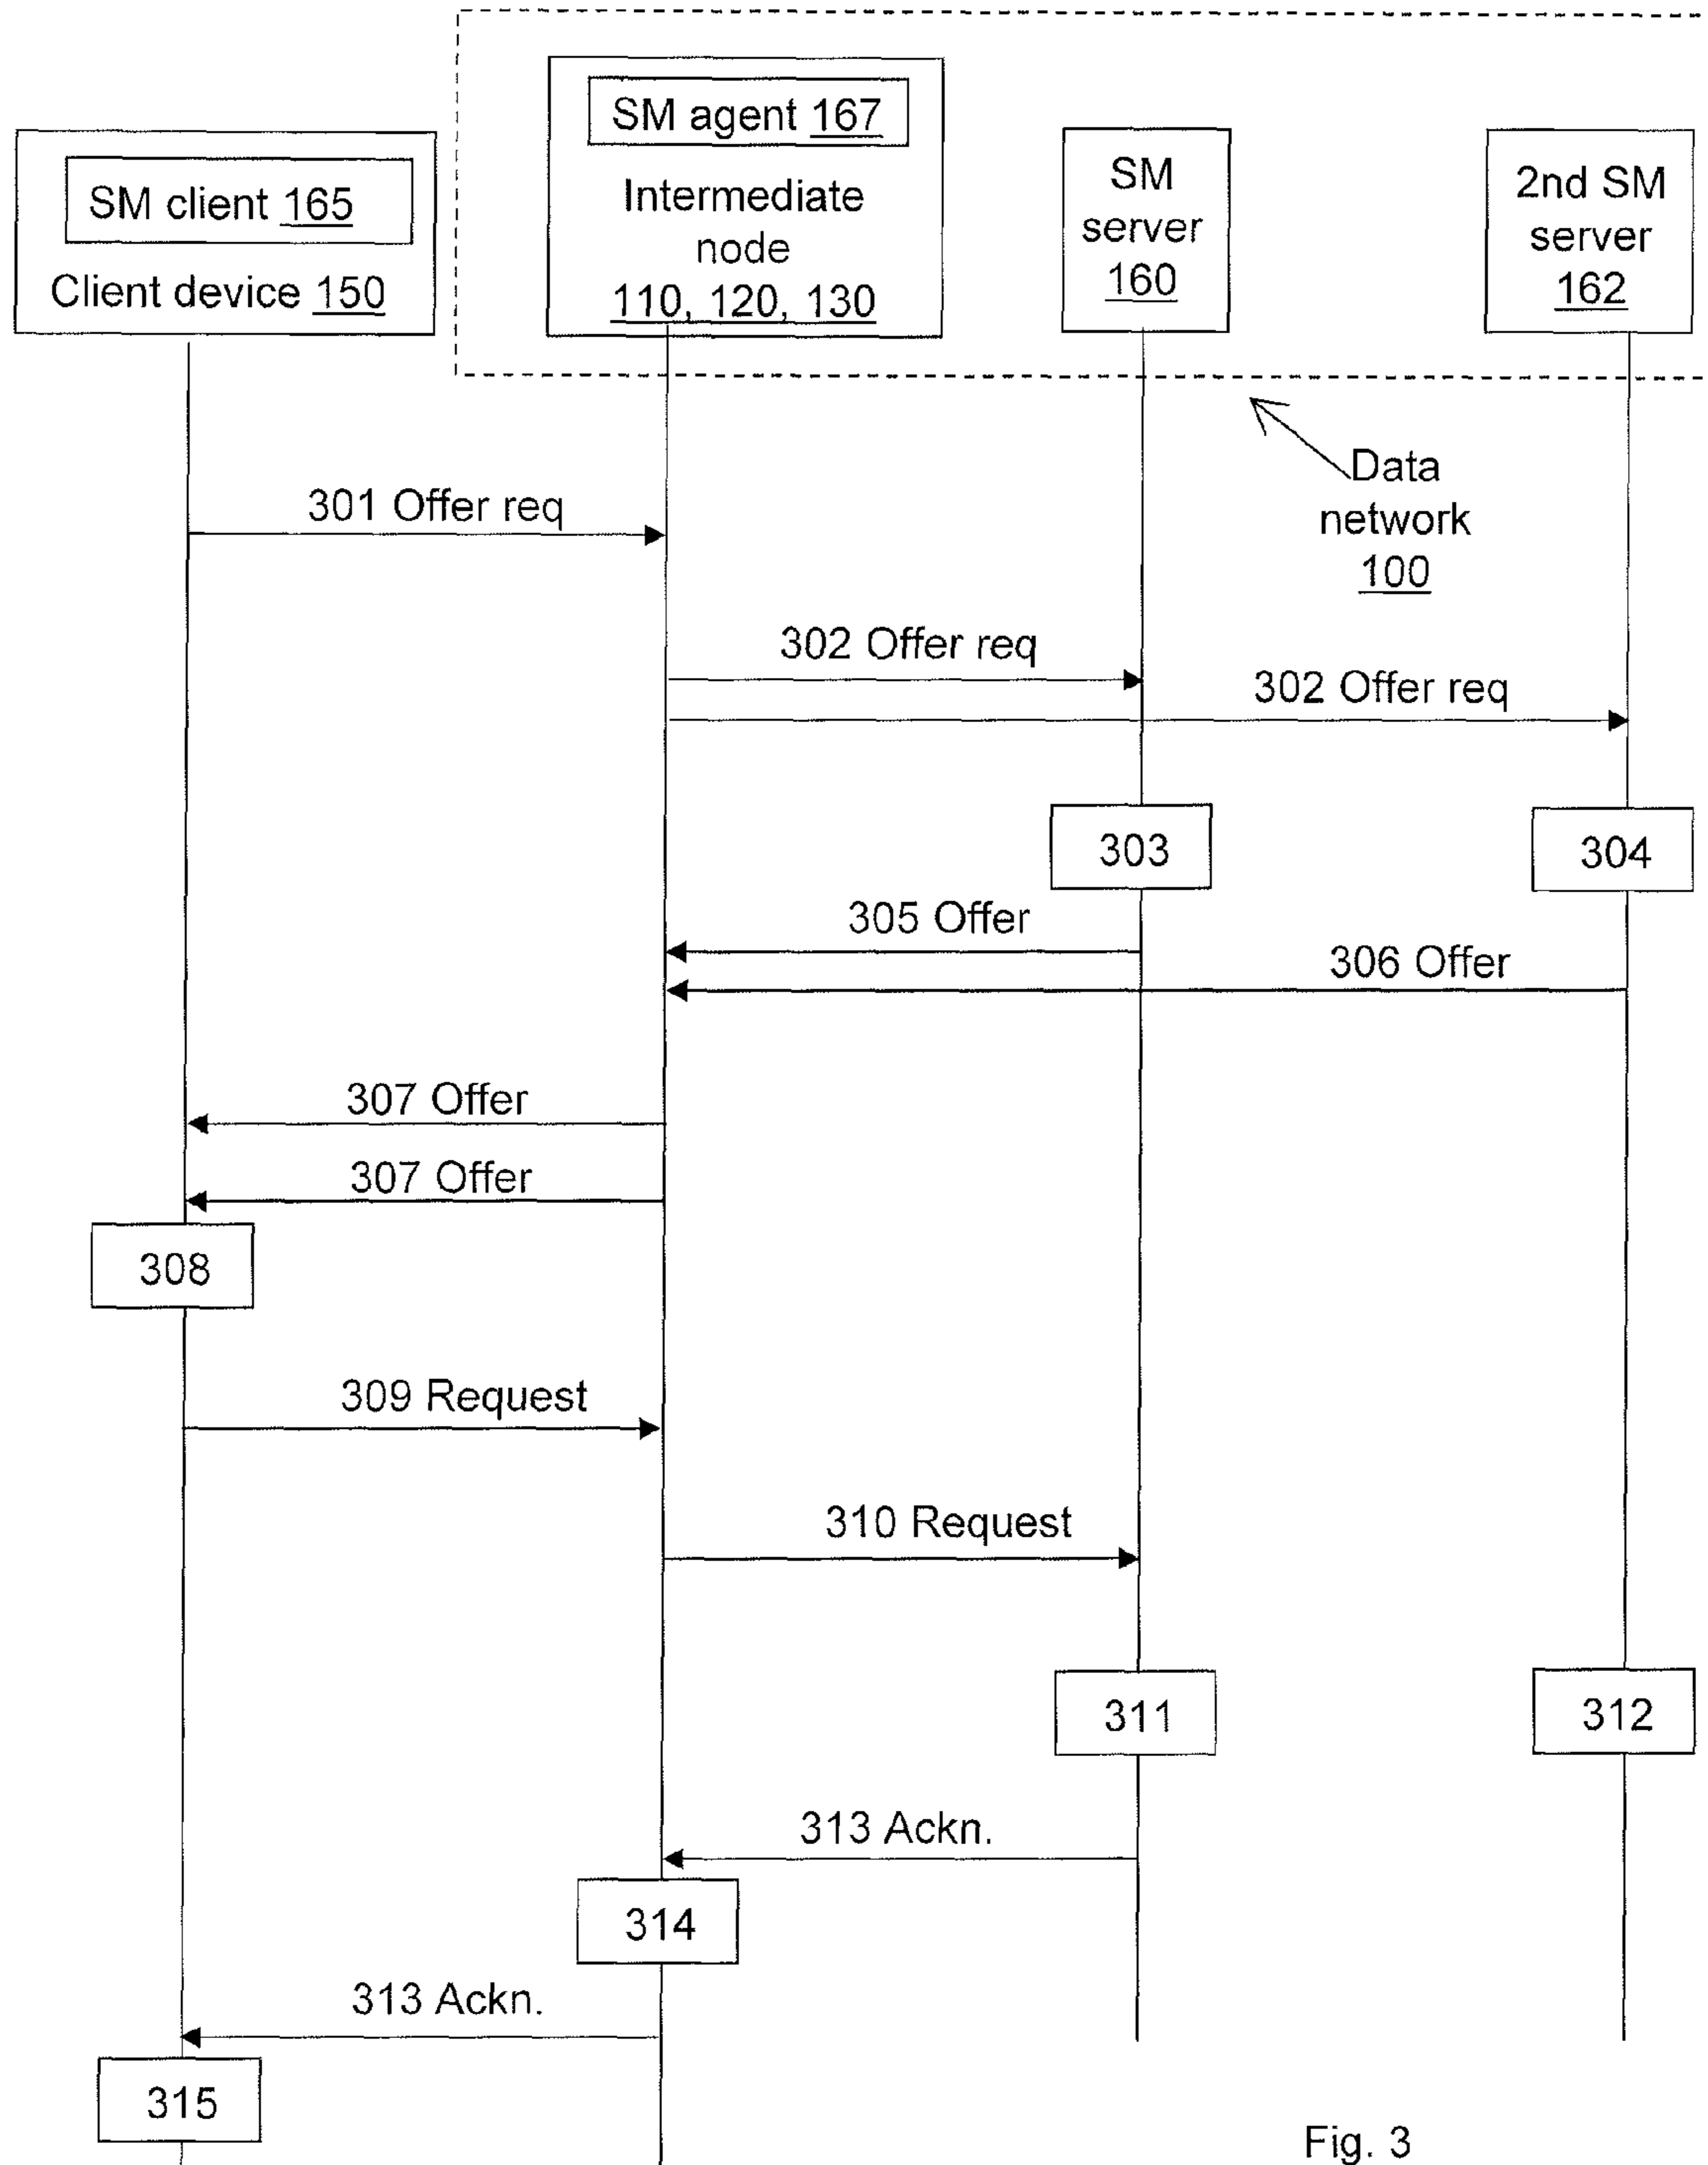 SM agent 167
SM client 165
Client device 150
Intermediate
node
110, 120, 130
SM
server
160
2nd SM
server
162
Data
network
100
301 Offer req
302 Offer req
302 Offer req
303
304
305 Offer
306 Offer
307 Offer
307 Offer
308
309 Request
310 Request
311
312
313 Ackn.
314
313 Ackn.
315
Fig. 3